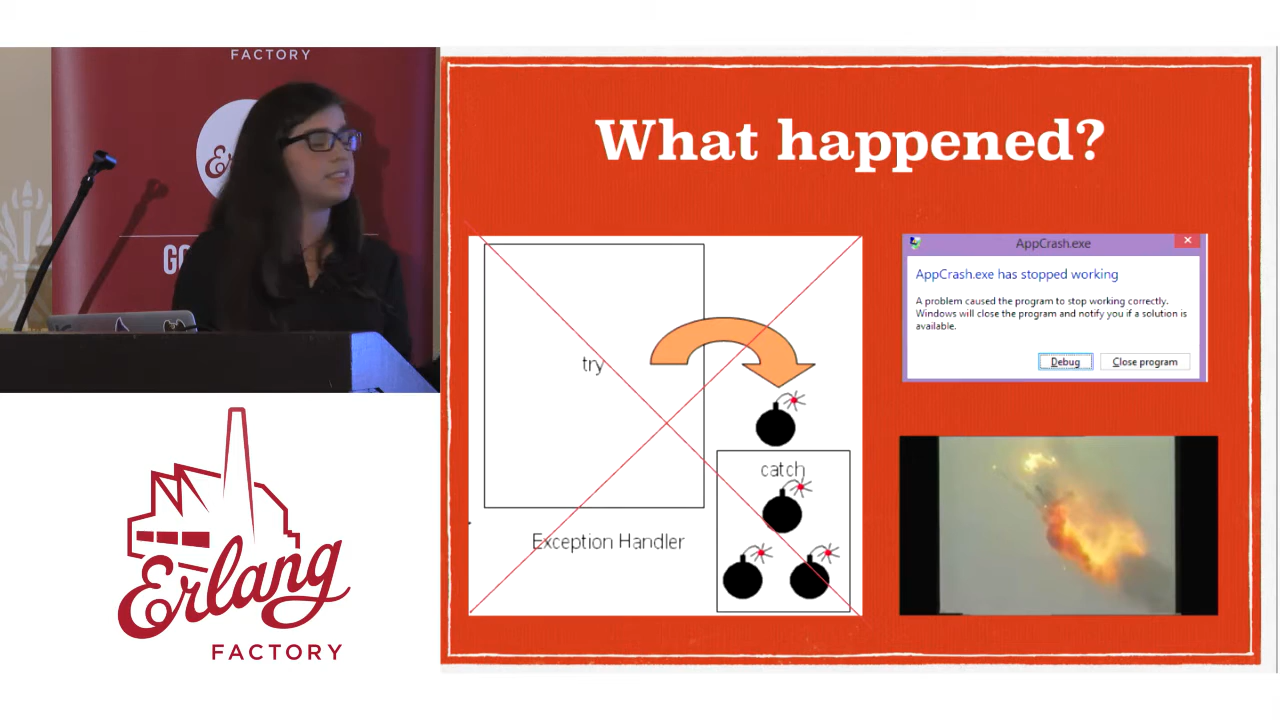 FACTORY
Er
GO
What happened?
try
catch
Exception Handler
AppCrash.exe
AppCrash.exe has stopped working
A problem caused the program to stop working correctly.
Windows will close the program and notify you if a solution is
available.
Debug
Close program
Erlang
FACTORY